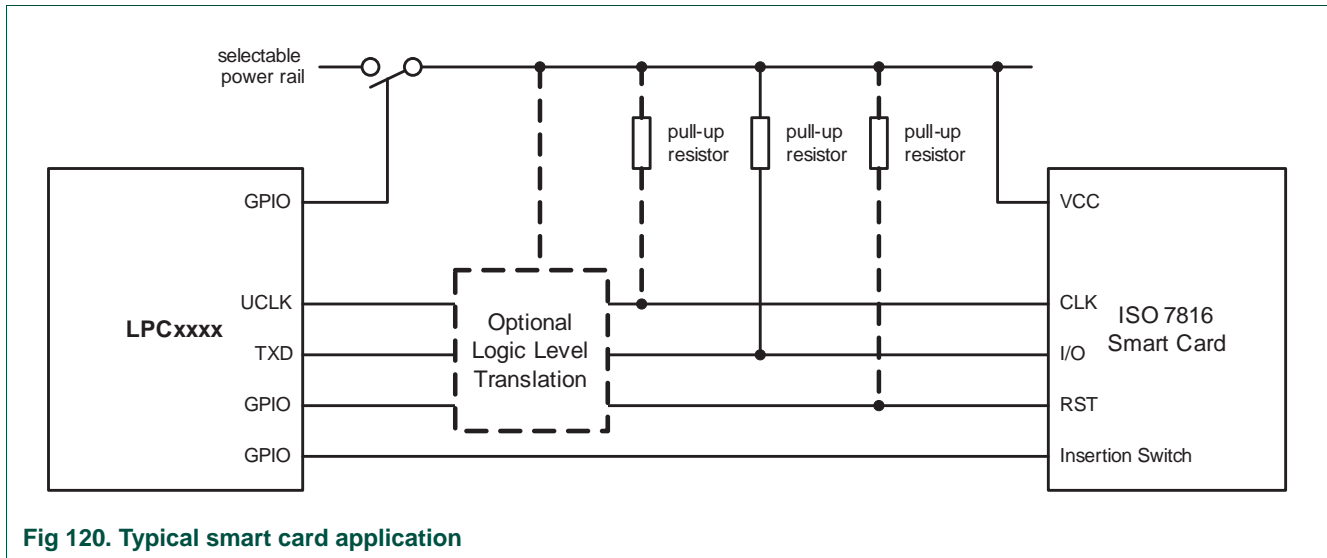 selectable
power rail
pull-up
resistor
pull-up
resistor
pull-up
resistor
GPIO
VCC
UCLK
CLK
LPCxxxx
Optional
Logic Level
Translation
ISO 7816
Smart Card
TXD
I/O
GPIO
RST
GPIO
Insertion Switch
Fig 120. Typical smart card application